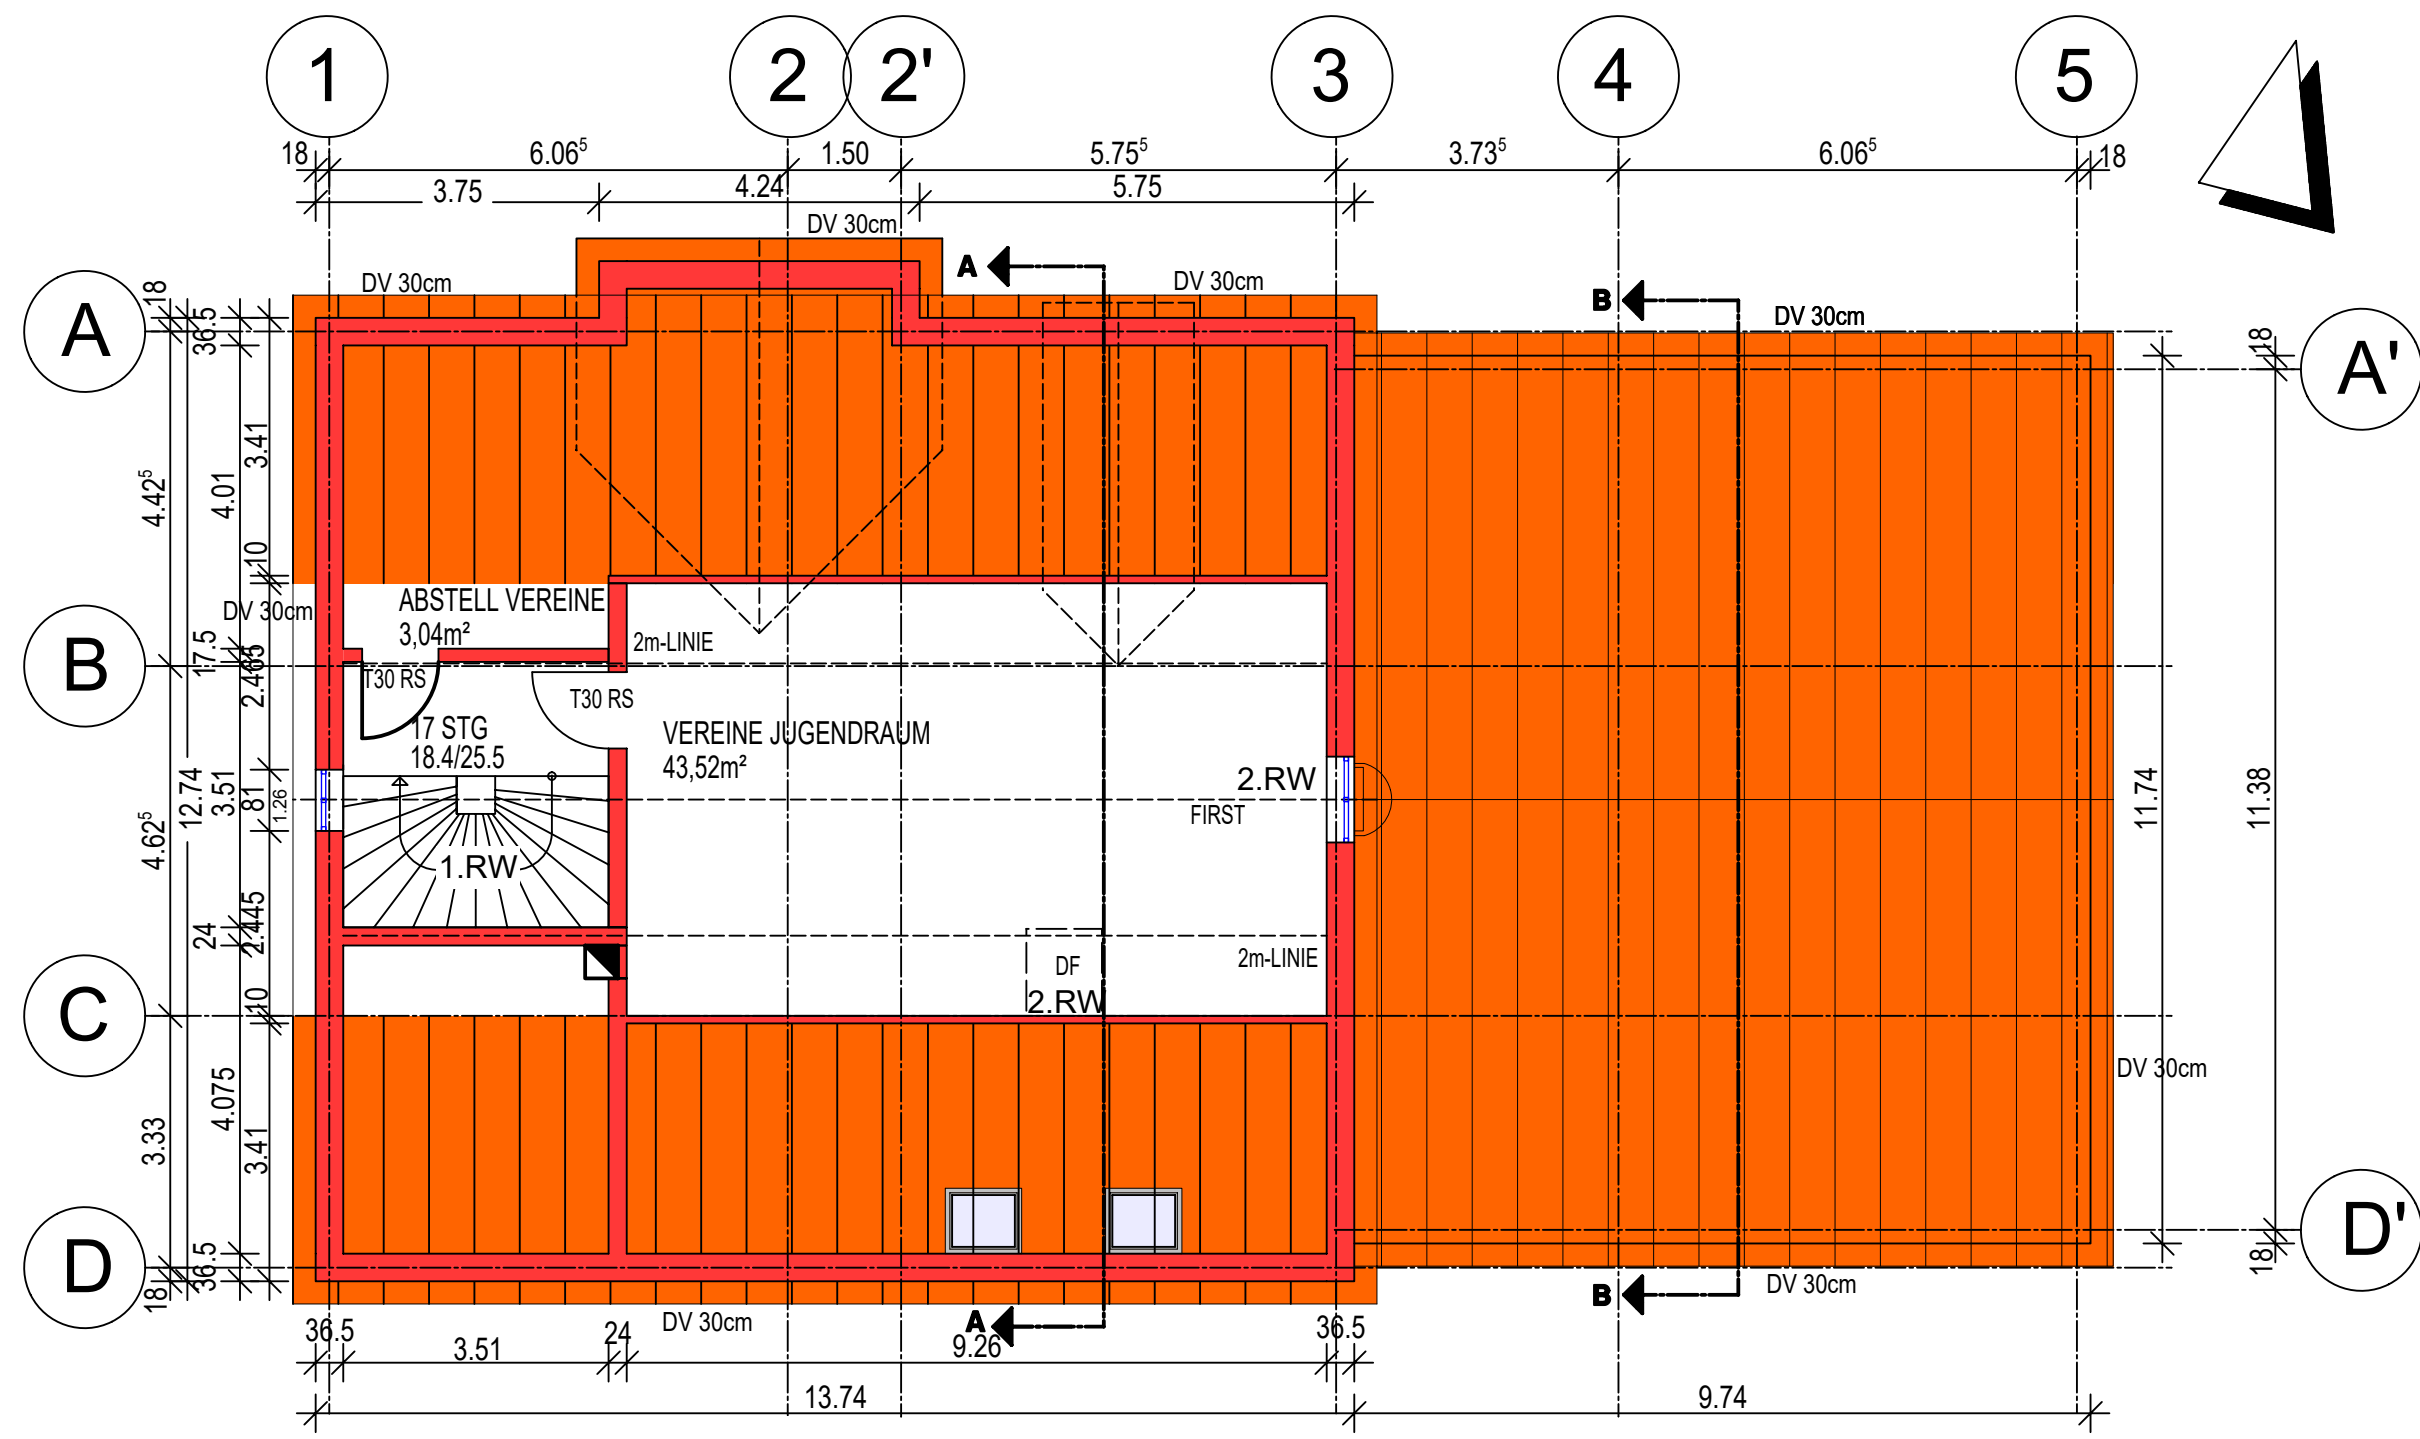 1 2 2' 3 4 5
18 6.06⁵ 1.50 5.75⁵ 3.73⁵ 6.06⁵ 18
3.75 4.24 5.75
DV 30cm
DV 30cm
DV 30cm
DV 30cm
A
B
A
A'
B
C
D
D'
18
36.5
3.41
4.42⁵
4.01
10
DV 30cm
17.5
2.465
12.74
3.51
81
1.26
4.62⁵
24
2.445
10
4.075
3.33
3.41
36.5
18
ABSTELL VEREINE
3,04m²
2m-LINIE
T30 RS
T30 RS
17 STG
18.4/25.5
VEREINE JUGENDRAUM
43,52m²
2.RW
FIRST
1.RW
2m-LINIE
DF
2.RW
18
11.74
11.38
18
DV 30cm
DV 30cm
DV 30cm
A
B
36.5 3.51 24 9.26 36.5
13.74 9.74